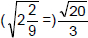 (√2 2/9 =) √20/3